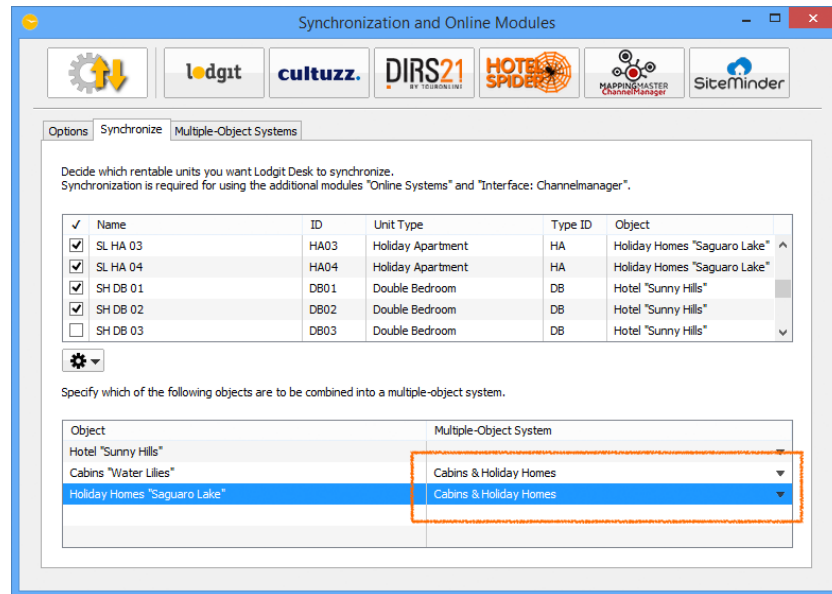 Synchronization and Online Modules
lodgit
cultuzz.
DIRS21
BY TOURONLINE
HOTEL
SPIDER
MAPPINGMASTER
ChannelManager
SiteMinder
Options Synchronize Multiple-Object Systems
Decide which rentable units you want Lodgit Desk to synchronize.
Synchronization is required for using the additional modules "Online Systems" and "Interface: Channelmanager".
✓ Name ID Unit Type Type ID Object
SL HA 03 HA03 Holiday Apartment HA Holiday Homes "Saguaro Lake"
SL HA 04 HA04 Holiday Apartment HA Holiday Homes "Saguaro Lake"
SH DB 01 DB01 Double Bedroom DB Hotel "Sunny Hills"
SH DB 02 DB02 Double Bedroom DB Hotel "Sunny Hills"
SH DB 03 DB03 Double Bedroom DB Hotel "Sunny Hills"
Specify which of the following objects are to be combined into a multiple-object system.
Object Multiple-Object System
Hotel "Sunny Hills"
Cabins "Water Lilies" Cabins & Holiday Homes
Holiday Homes "Saguaro Lake" Cabins & Holiday Homes